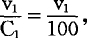 v₁/C₁ = v₁/100,